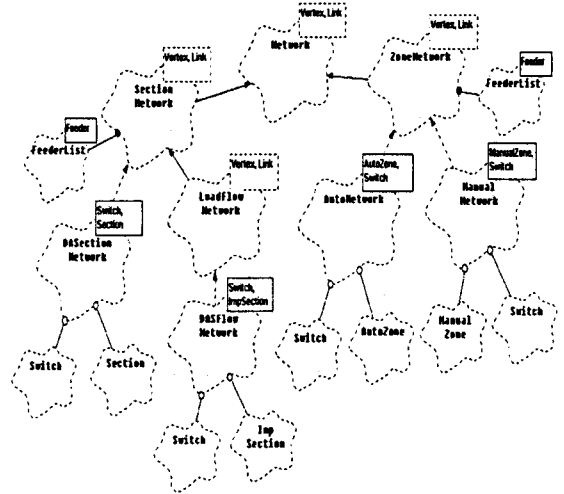 Vertex, Link
Network
Vertex, Link
ZoneNetwork
Vertex, Link
Section
Network
Feeder
FeederList
Feeder
FeederList
Vertex, Link
LoadFlow
Network
AutoZone,
Switch
AutoNetwork
ManualZone,
Switch
Manual
Network
Switch,
Section
DASection
Network
Switch,
ImpSection
DASFlow
Network
Switch
Section
Switch
AutoZone
Manual
Zone
Switch
Switch
Imp
Section